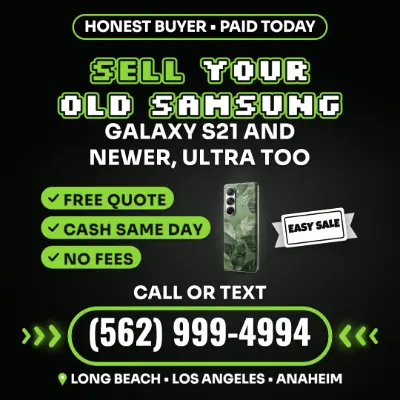 HONEST BUYER • PAID TODAY
SELL YOUR
OLD SAMSUNG
GALAXY S21 AND
NEWER, ULTRA TOO
FREE QUOTE
CASH SAME DAY
NO FEES
EASY SALE
CALL OR TEXT
(562) 999-4994
LONG BEACH • LOS ANGELES • ANAHEIM